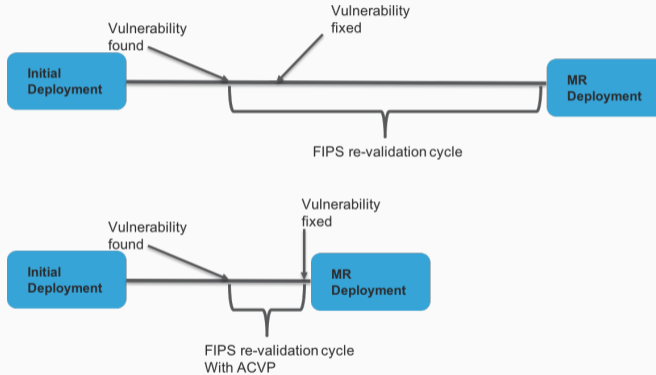 Vulnerability
fixed
Vulnerability
found
Initial
Deployment
MR
Deployment
FIPS re-validation cycle
Vulnerability
fixed
Vulnerability
found
Initial
Deployment
MR
Deployment
FIPS re-validation cycle
With ACVP